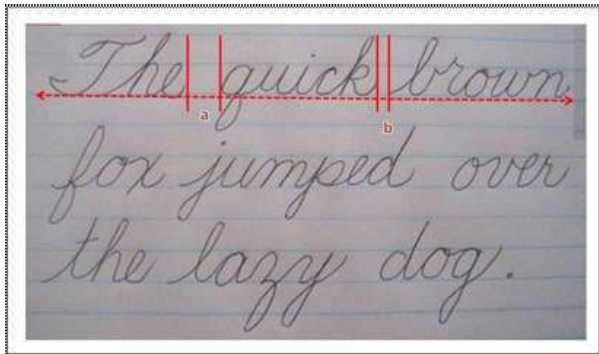 The quick brown
a b
fox jumped over
the lazy dog.